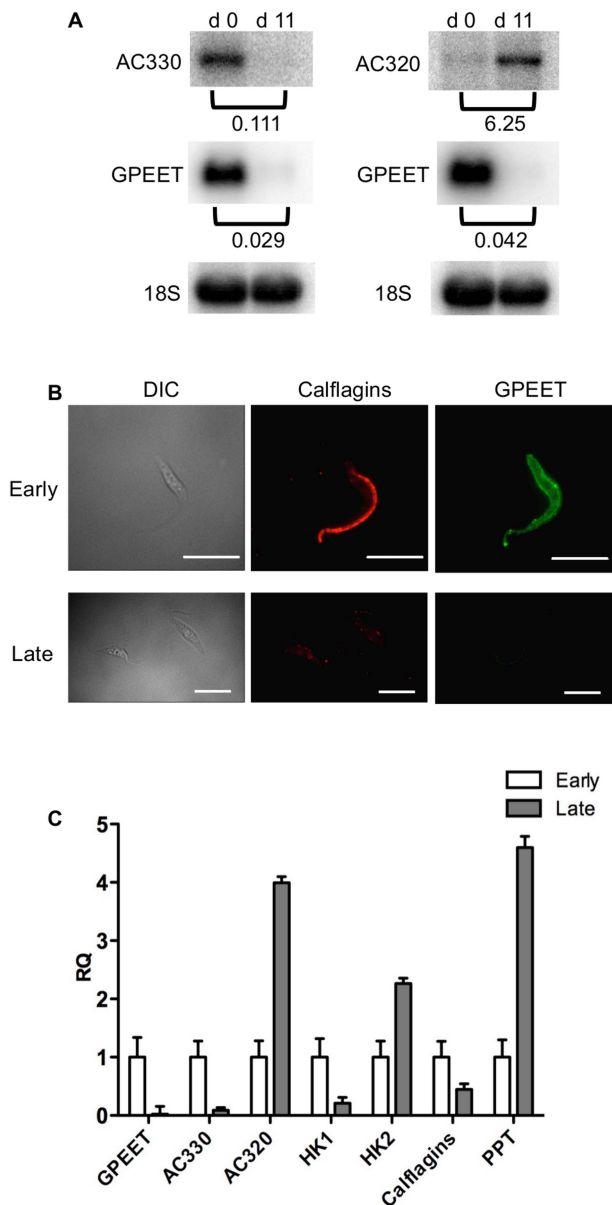 A
d 0 d 11
d 0 d 11
AC330
AC320
0.111
6.25
GPEET
GPEET
0.029
0.042
18S
18S
B
DIC
Calflagins
GPEET
Early
Late
C
Early
Late
5
4
3
2
1
0
RQ
GPEET
AC330
AC320
HK1
HK2
Calflagins
PPT